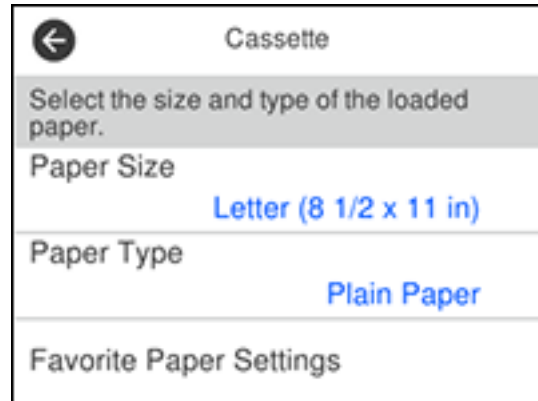 Cassette
Select the size and type of the loaded
paper.
Paper Size
Letter (8 1/2 x 11 in)
Paper Type
Plain Paper
Favorite Paper Settings